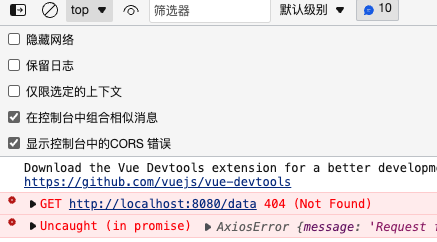 top 筛选器 默认级别 10
隐藏网络
保留日志
仅限选定的上下文
在控制台中组合相似消息
显示控制台中的CORS 错误
Download the Vue Devtools extension for a better developm
https://github.com/vuejs/vue-devtools
GET http://localhost:8080/data 404 (Not Found)
Uncaught (in promise) AxiosError {message: 'Request f